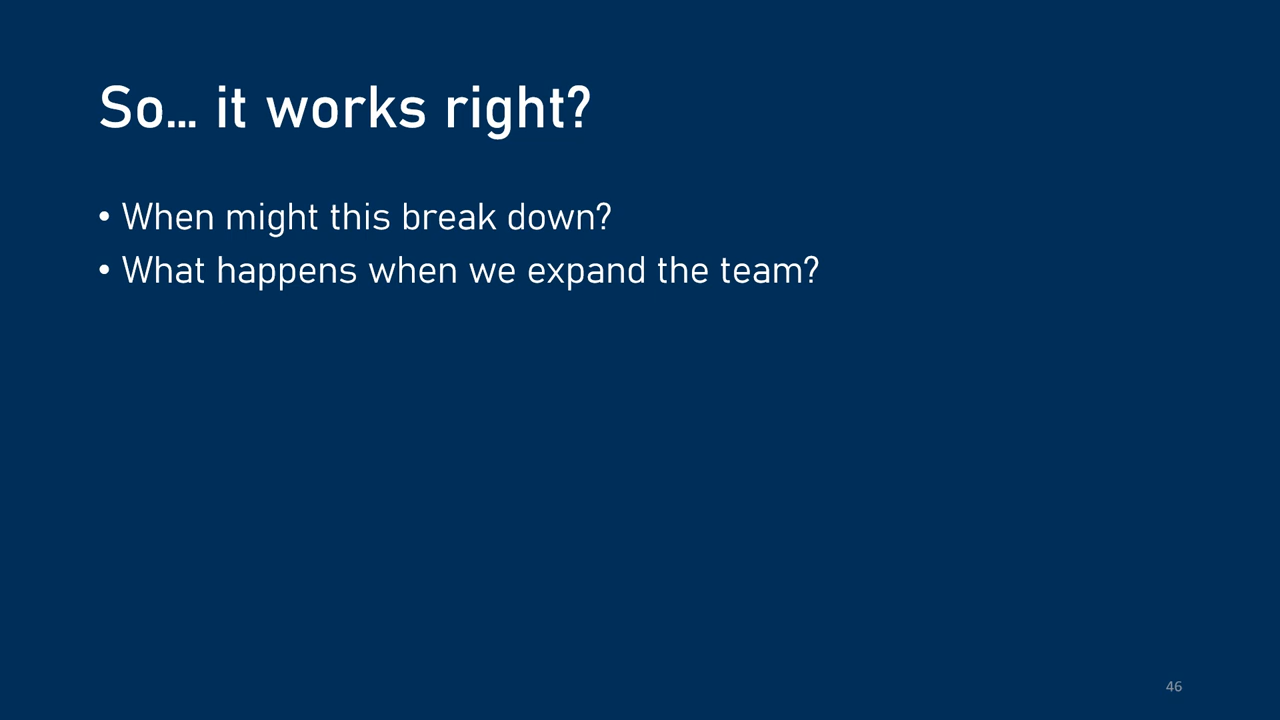 So... it works right?
• When might this break down?
• What happens when we expand the team?
46